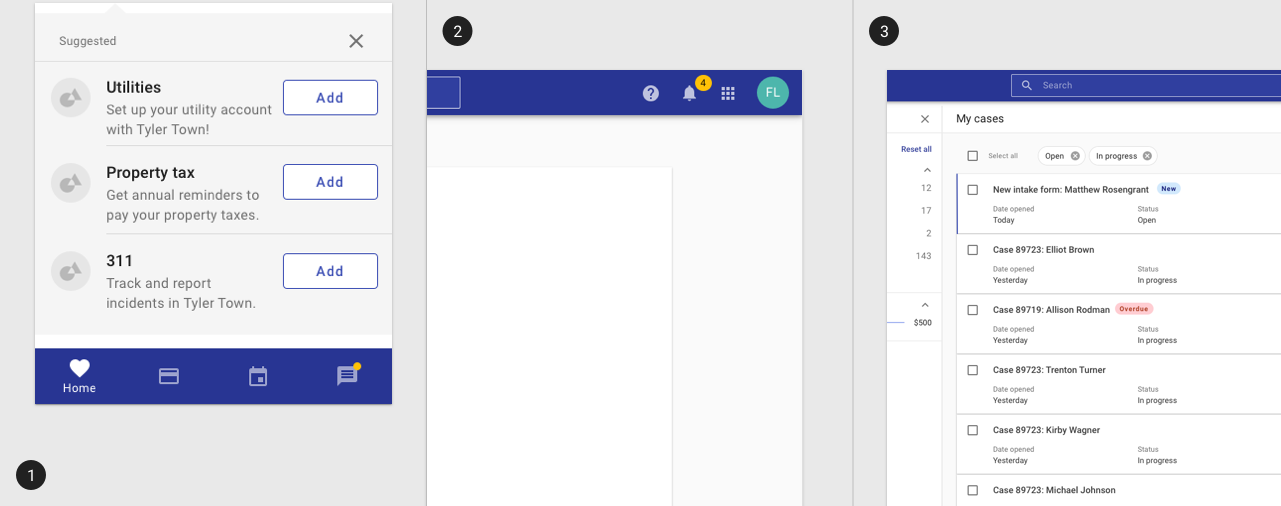 Suggested
Utilities
Set up your utility account
with Tyler Town!
Add
Property tax
Get annual reminders to
pay your property taxes.
Add
311
Track and report
incidents in Tyler Town.
Add
Home
1
2
4
FL
3
Search
My cases
Reset all
Select all
Open
In progress
12
17
2
143
$500
New intake form: Matthew Rosengrant New
Date opened Status
Today Open
Case 89723: Elliot Brown
Date opened Status
Yesterday In progress
Case 89719: Allison Rodman Overdue
Date opened Status
Yesterday In progress
Case 89723: Trenton Turner
Date opened Status
Yesterday In progress
Case 89723: Kirby Wagner
Date opened Status
Yesterday In progress
Case 89723: Michael Johnson